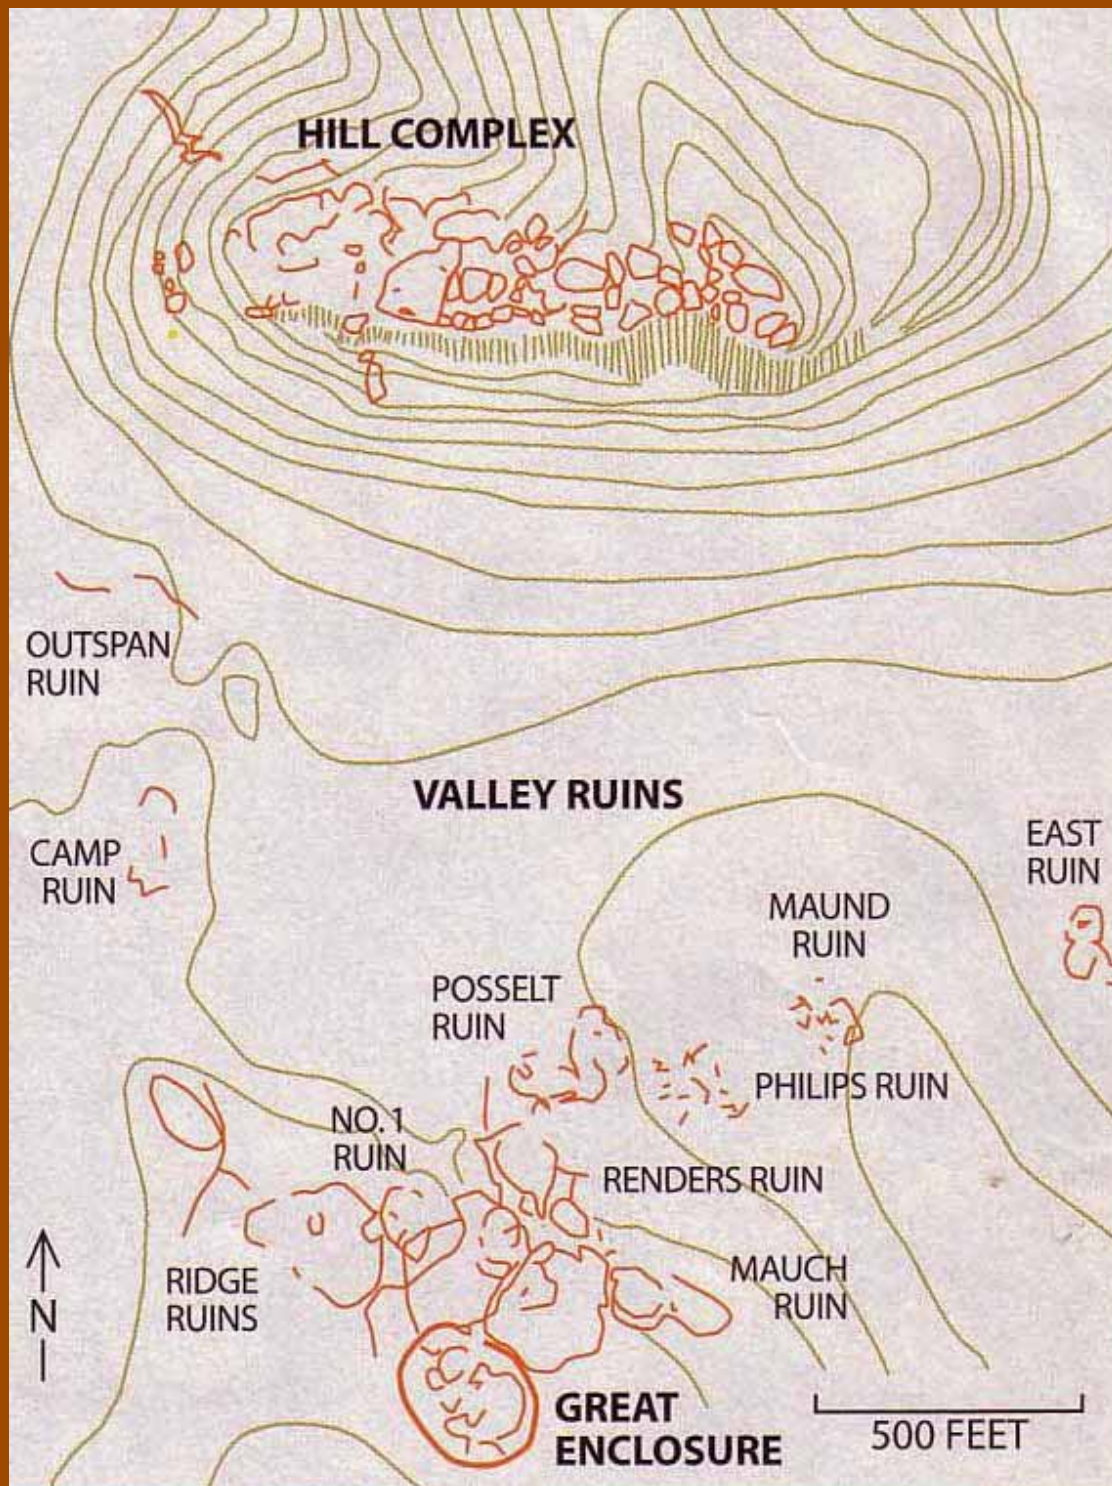 HILL COMPLEX
OUTSPAN
RUIN
VALLEY RUINS
EAST
RUIN
CAMP
RUIN
MAUND
RUIN
POSSELT
RUIN
PHILIPS RUIN
NO. 1
RUIN
RENDERS RUIN
RIDGE
RUINS
MAUCH
RUIN
N
GREAT
ENCLOSURE
500 FEET